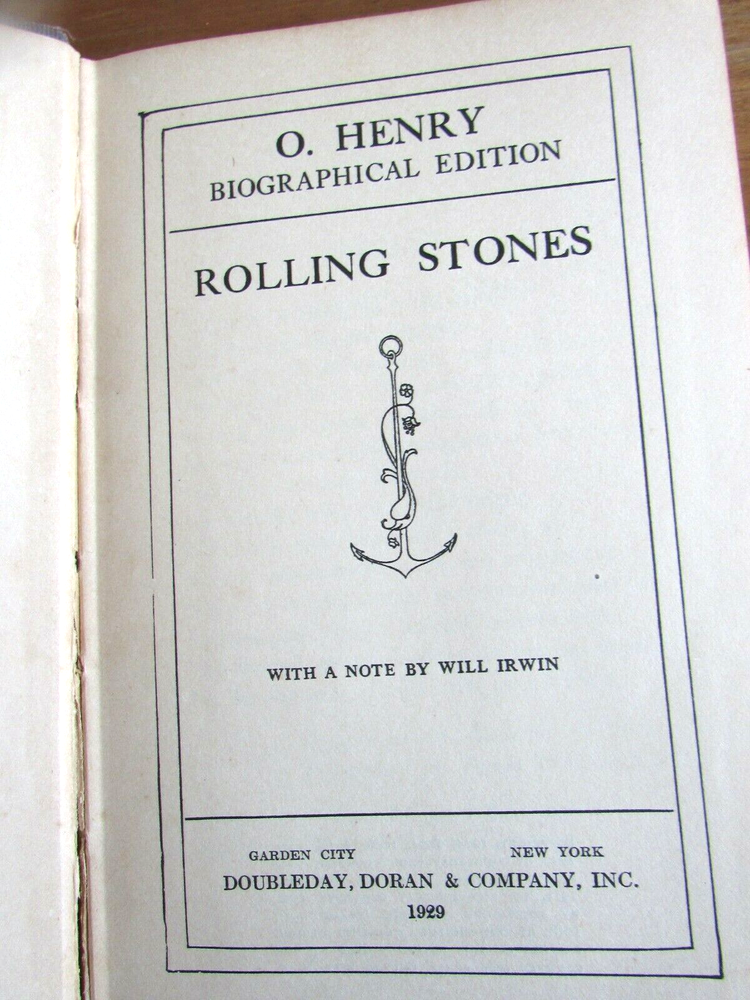 O. HENRY
BIOGRAPHICAL EDITION
ROLLING STONES
WITH A NOTE BY WILL IRWIN
GARDEN CITY NEW YORK
DOUBLEDAY, DORAN & COMPANY, INC.
1929